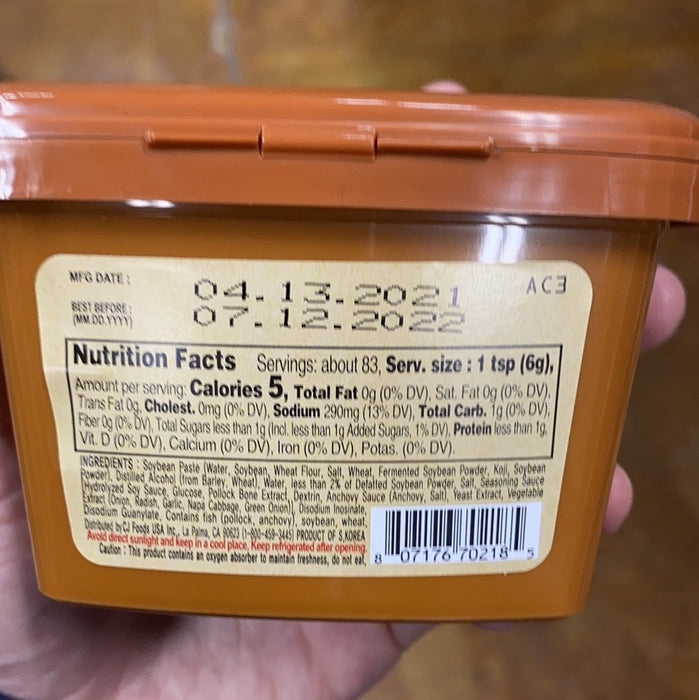 MFG DATE : 04.13.2021 AC3
BEST BEFORE : 07.12.2022
(MM.DD.YYYY)
Nutrition Facts Servings: about 83, Serv. size : 1 tsp (6g),
Amount per serving: Calories 5, Total Fat 0g (0% DV), Sat. Fat 0g (0% DV),
Trans Fat 0g, Cholest. 0mg (0% DV), Sodium 290mg (13% DV), Total Carb. 1g (0% DV),
Fiber 0g (0% DV), Total Sugars less than 1g (Incl. less than 1g Added Sugars, 1% DV), Protein less than 1g,
Vit. D (0% DV), Calcium (0% DV), Iron (0% DV), Potas. (0% DV).
INGREDIENTS : Soybean Paste (Water, Soybean, Wheat Flour, Salt, Wheat, Fermented Soybean Powder, Koji, Soybean
Powder), Distilled Alcohol (from Barley, Wheat), Water, less than 2% of Defatted Soybean Powder, Salt, Seasoning Sauce
Hydrolyzed Soy Sauce, Glucose, Pollock Bone Extract, Dextrin, Anchovy Sauce (Anchovy, Salt), Yeast Extract, Vegetable
Extract (Onion, Radish, Garlic, Napa Cabbage, Green Onion), Disodium Inosinate,
Disodium Guanylate. Contains fish (pollock, anchovy), soybean, wheat.
Distributed by CJ Foods USA Inc., La Palma, CA 90623 (1-800-459-3445) PRODUCT OF S.KOREA
Avoid direct sunlight and keep in a cool place. Keep refrigerated after opening.
Caution : This product contains an oxygen absorber to maintain freshness, do not eat.
8 07176 70218 5